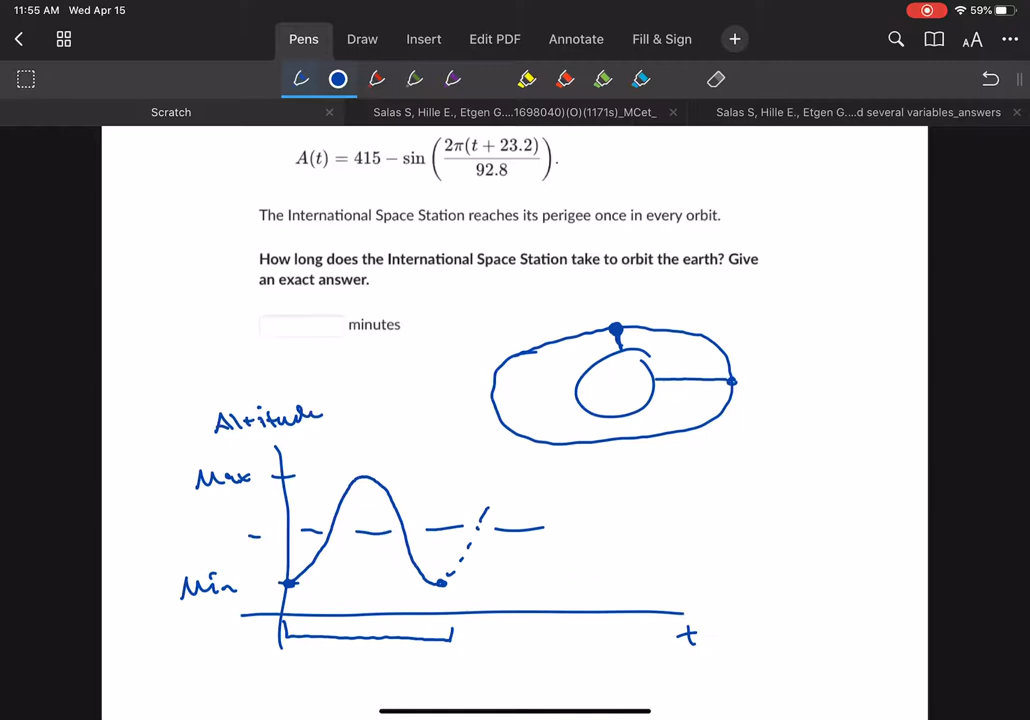 11:55 AM Wed Apr 15
59%
Pens Draw Insert Edit PDF Annotate Fill & Sign
AA
Scratch
Salas S, Hille E., Etgen G....1698040)(O)(1171s)_MCet_
Salas S, Hille E., Etgen G....d several variables_answers
A(t) = 415 − sin ( 2π(t + 23.2) / 92.8 ).
The International Space Station reaches its perigee once in every orbit.
How long does the International Space Station take to orbit the earth? Give
an exact answer.
minutes
Altitude
Max
Min
t